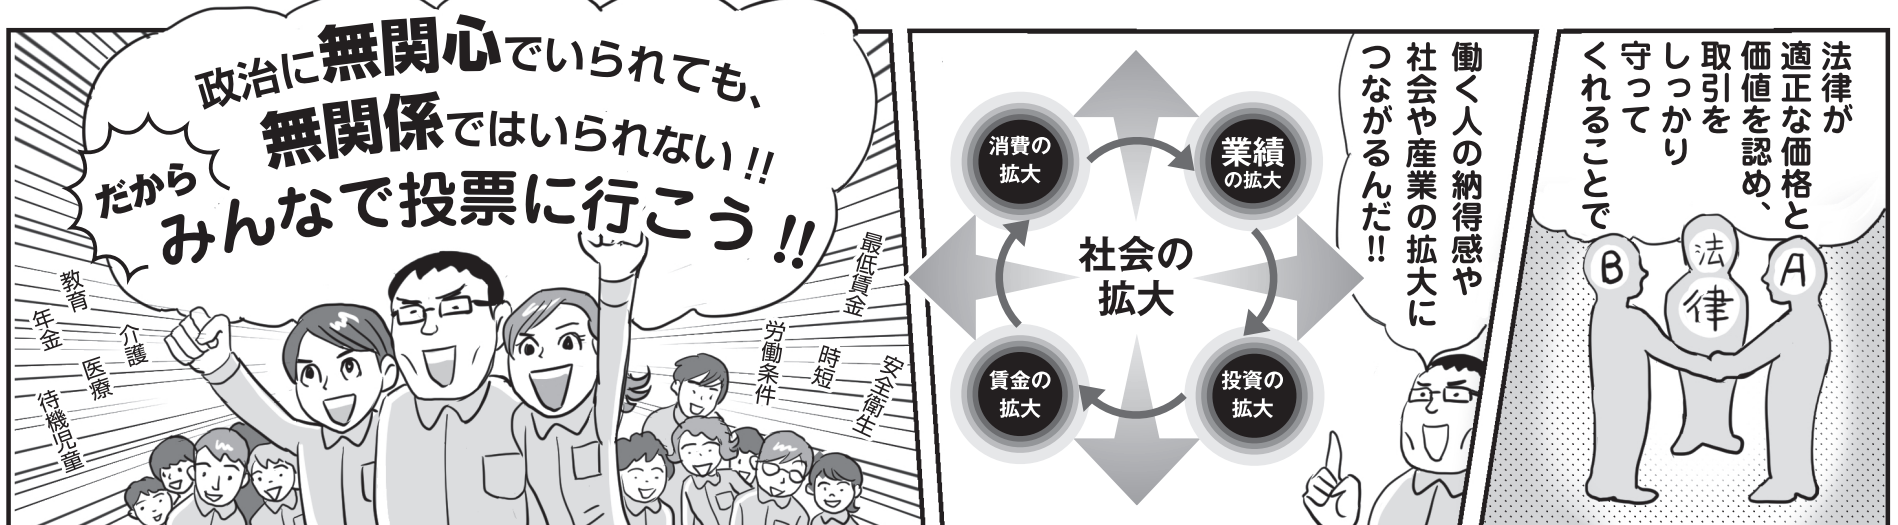 法律が
適正な価格と
価値を認め、
取引を
しっかり
守って
くれることで
B
法
律
A
働く人の納得感や
社会や産業の拡大に
つながるんだ!!
消費の
拡大
業績
の拡大
社会の
拡大
賃金の
拡大
投資の
拡大
政治に無関心でいられても、
無関係ではいられない!!
だから
みんなで投票に行こう!!
最低賃金
労働条件
時短
安全衛生
教育
年金
介護
医療
待機児童